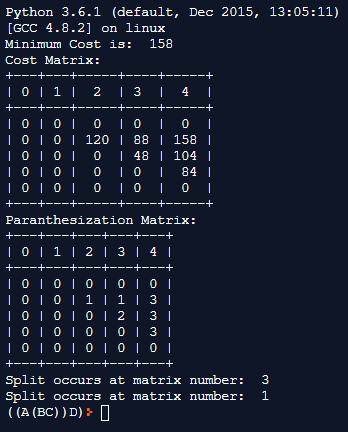 Python 3.6.1 (default, Dec 2015, 13:05:11)
[GCC 4.8.2] on linux
Minimum Cost is:  158
Cost Matrix:
+---+---+-----+----+-----+
| 0 | 1 |  2  | 3  |  4  |
+---+---+-----+----+-----+
| 0 | 0 |  0  | 0  |  0  |
| 0 | 0 | 120 | 88 | 158 |
| 0 | 0 |  0  | 48 | 104 |
| 0 | 0 |  0  | 0  |  84 |
| 0 | 0 |  0  | 0  |  0  |
+---+---+-----+----+-----+
Paranthesization Matrix:
+---+---+---+---+---+
| 0 | 1 | 2 | 3 | 4 |
+---+---+---+---+---+
| 0 | 0 | 0 | 0 | 0 |
| 0 | 0 | 1 | 1 | 3 |
| 0 | 0 | 0 | 2 | 3 |
| 0 | 0 | 0 | 0 | 3 |
| 0 | 0 | 0 | 0 | 0 |
+---+---+---+---+---+
Split occurs at matrix number:  3
Split occurs at matrix number:  1
((A(BC))D)